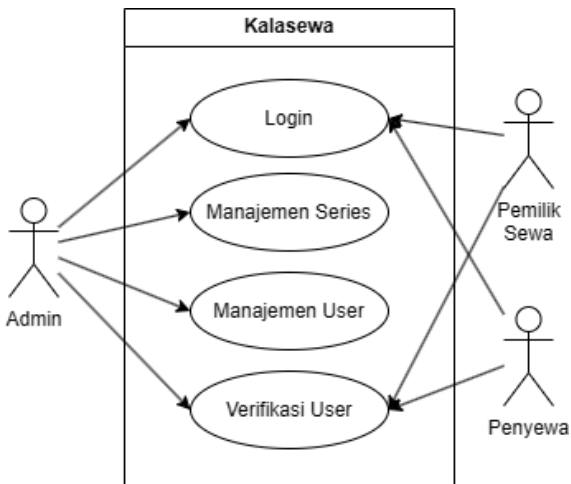 Kalasewa
Login
Manajemen Series
Manajemen User
Verifikasi User
Admin
Pemilik
Sewa
Penyewa